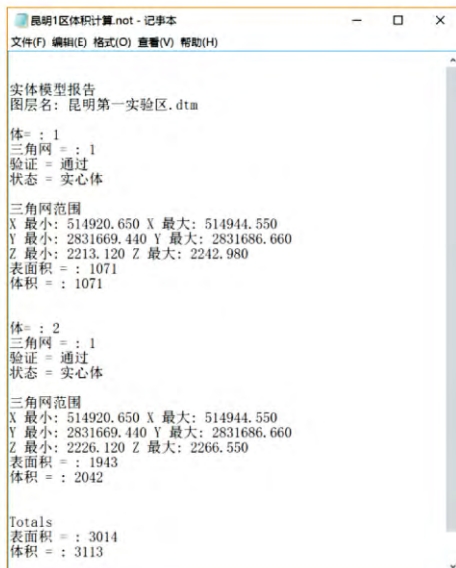 昆明1区体积计算.not - 记事本
文件(F) 编辑(E) 格式(O) 查看(V) 帮助(H)
实体模型报告
图层名: 昆明第一实验区.dtm
体= : 1
三角网 = : 1
验证 = 通过
状态 = 实心体
三角网范围
X 最小: 514920.650 X 最大: 514944.550
Y 最小: 2831669.440 Y 最大: 2831686.660
Z 最小: 2213.120 Z 最大: 2242.980
表面积 = : 1071
体积 = : 1071
体= : 2
三角网 = : 1
验证 = 通过
状态 = 实心体
三角网范围
X 最小: 514920.650 X 最大: 514944.550
Y 最小: 2831669.440 Y 最大: 2831686.660
Z 最小: 2226.120 Z 最大: 2266.550
表面积 = : 1943
体积 = : 2042
Totals
表面积 = : 3014
体积 = : 3113